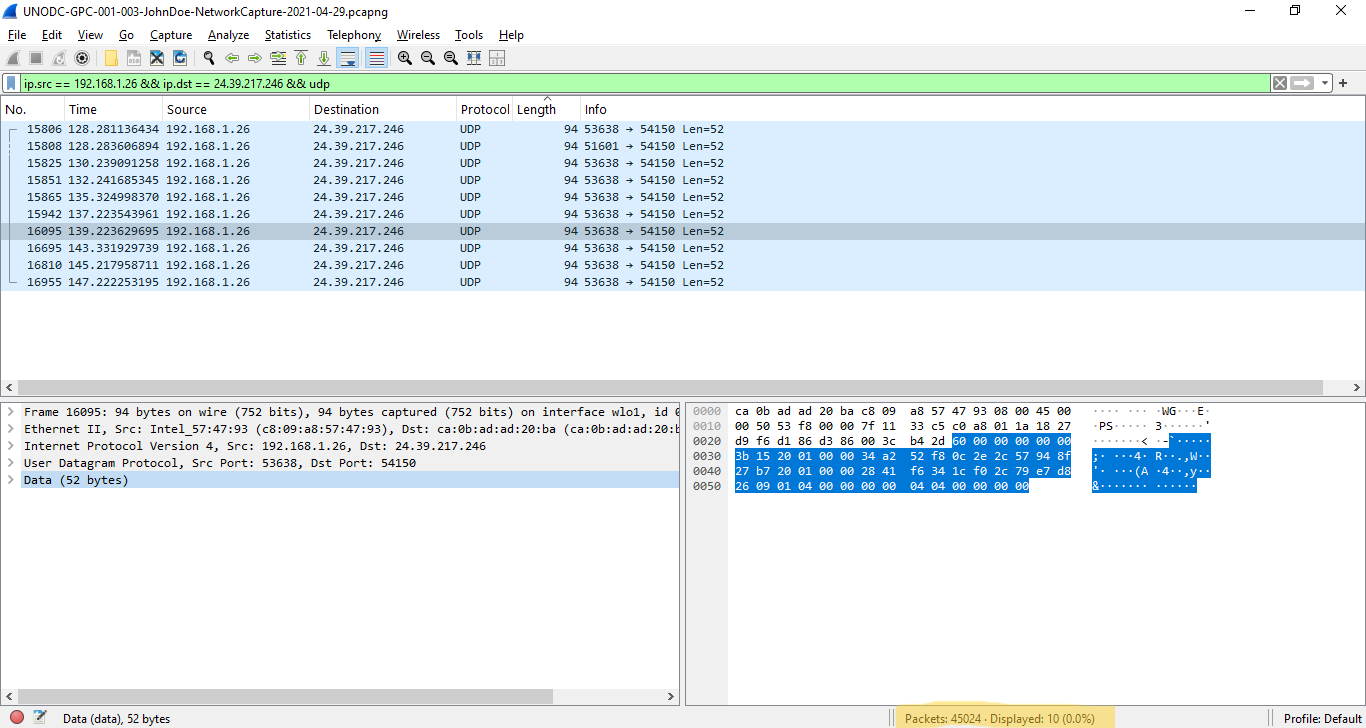 UNODC-GPC-001-003-JohnDoe-NetworkCapture-2021-04-29.pcapng
File Edit View Go Capture Analyze Statistics Telephony Wireless Tools Help
ip.src == 192.168.1.26 && ip.dst == 24.39.217.246 && udp
No. Time Source Destination Protocol Length Info
15806 128.281136434 192.168.1.26 24.39.217.246 UDP 94 53638 → 54150 Len=52
15808 128.283606894 192.168.1.26 24.39.217.246 UDP 94 51601 → 54150 Len=52
15825 130.239091258 192.168.1.26 24.39.217.246 UDP 94 53638 → 54150 Len=52
15851 132.241685345 192.168.1.26 24.39.217.246 UDP 94 53638 → 54150 Len=52
15865 135.324998370 192.168.1.26 24.39.217.246 UDP 94 53638 → 54150 Len=52
15942 137.223543961 192.168.1.26 24.39.217.246 UDP 94 53638 → 54150 Len=52
16095 139.223629695 192.168.1.26 24.39.217.246 UDP 94 53638 → 54150 Len=52
16695 143.331929739 192.168.1.26 24.39.217.246 UDP 94 53638 → 54150 Len=52
16810 145.217958711 192.168.1.26 24.39.217.246 UDP 94 53638 → 54150 Len=52
16955 147.222253195 192.168.1.26 24.39.217.246 UDP 94 53638 → 54150 Len=52
Frame 16095: 94 bytes on wire (752 bits), 94 bytes captured (752 bits) on interface wlo1, id
Ethernet II, Src: Intel_57:47:93 (c8:09:a8:57:47:93), Dst: ca:0b:ad:ad:20:ba (ca:0b:ad:ad:20:b
Internet Protocol Version 4, Src: 192.168.1.26, Dst: 24.39.217.246
User Datagram Protocol, Src Port: 53638, Dst Port: 54150
Data (52 bytes)
0000 ca 0b ad ad 20 ba c8 09 a8 57 47 93 08 00 45 00 ···· ··· ·WG···E·
0010 00 50 53 f8 00 00 7f 11 33 c5 c0 a8 01 1a 18 27 ·PS····· 3······'
0020 d9 f6 d1 86 d3 86 00 3c b4 2d 60 00 00 00 00 00 ·······< ·-`·····
0030 3b 15 20 01 00 00 34 a2 52 f8 0c 2e 2c 57 94 8f ;· ···4· R··.,W··
0040 27 b7 20 01 00 00 28 41 f6 34 1c f0 2c 79 e7 d8 '· ···(A ·4··,y··
0050 26 09 01 04 00 00 00 00 04 04 00 00 00 00 &······· ······
Data (data), 52 bytes
Packets: 45024 · Displayed: 10 (0.0%)
Profile: Default